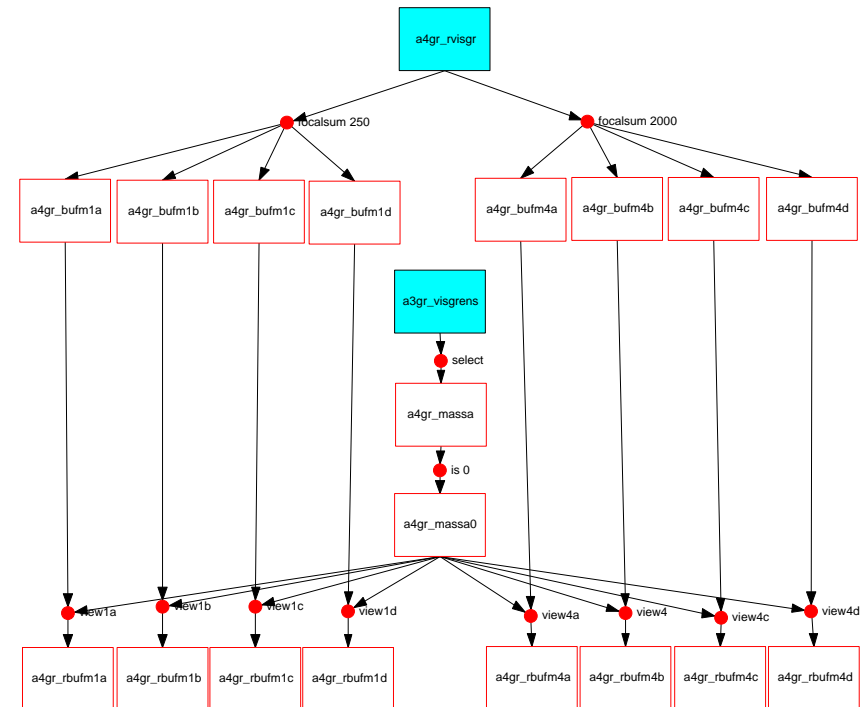 a4gr_rvisgr
focalsum 250
focalsum 2000
a4gr_bufm1a
a4gr_bufm1b
a4gr_bufm1c
a4gr_bufm1d
a4gr_bufm4a
a4gr_bufm4b
a4gr_bufm4c
a4gr_bufm4d
a3gr_visgrens
select
a4gr_massa
is 0
a4gr_massa0
view1a
view1b
view1c
view1d
view4a
view4
view4c
view4d
a4gr_rbufm1a
a4gr_rbufm1b
a4gr_rbufm1c
a4gr_rbufm1d
a4gr_rbufm4a
a4gr_rbufm4b
a4gr_rbufm4c
a4gr_rbufm4d